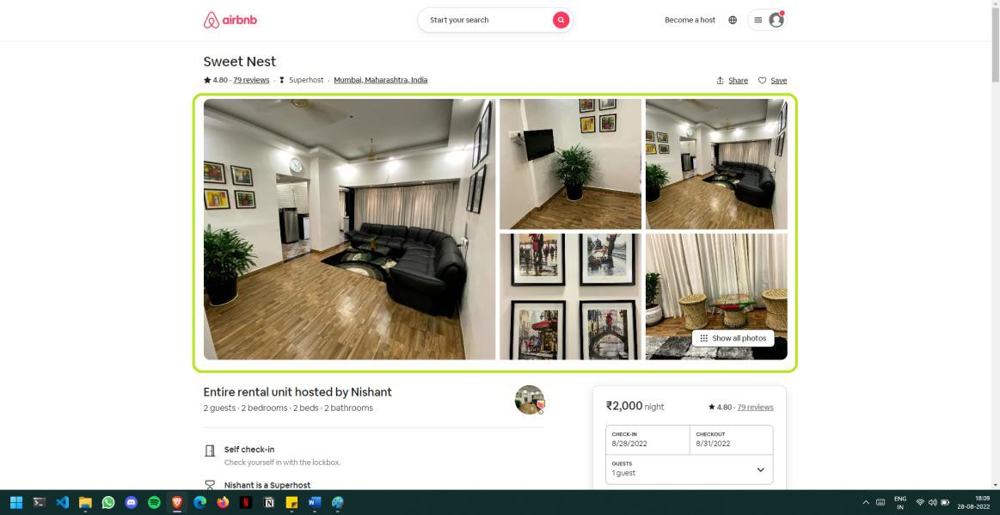 airbnb
Start your search
Become a host
Sweet Nest
4.80 · 79 reviews · Superhost · Mumbai, Maharashtra, India
Share Save
Show all photos
Entire rental unit hosted by Nishant
2 guests · 2 bedrooms · 2 beds · 2 bathrooms
Self check-in
Check yourself in with the lockbox.
Nishant is a Superhost
₹2,000 night 4.80 · 79 reviews
CHECK-IN CHECKOUT
8/28/2022 8/31/2022
GUESTS
1 guest
ENG 18:09
IN 28-08-2022